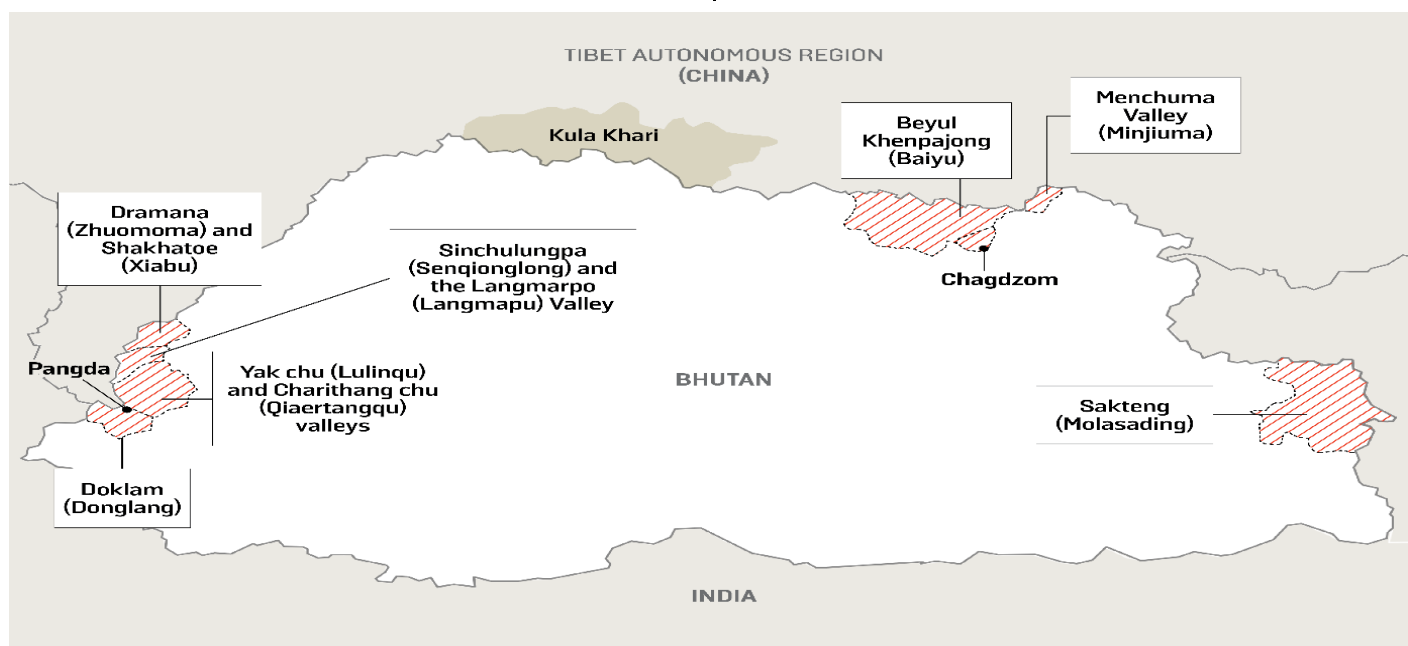 TIBET AUTONOMOUS REGION
(CHINA)
Kula Khari
Beyul
Khenpajong
(Baiyu)
Menchuma
Valley
(Minjiuma)
Dramana
(Zhuomoma) and
Shakhatoe
(Xiabu)
Sinchulungpa
(Senqionglong) and
the Langmarpo
(Langmapu) Valley
Chagdzom
Pangda
Yak chu (Lulinqu)
and Charithang chu
(Qiaertangqu)
valleys
BHUTAN
Sakteng
(Molasading)
Doklam
(Donglang)
INDIA